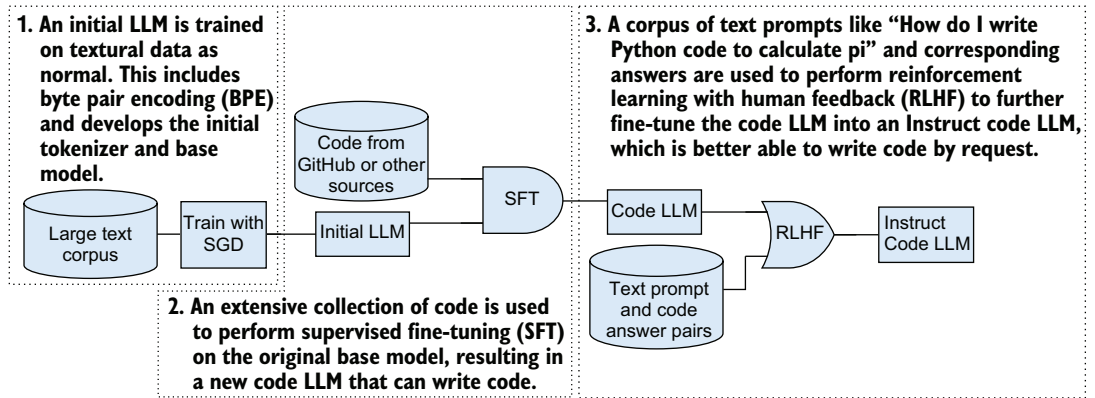 1. An initial LLM is trained
on textural data as
normal. This includes
byte pair encoding (BPE)
and develops the initial
tokenizer and base
model.
Large text
corpus
Train with
SGD
Code from
GitHub or other
sources
Initial LLM
SFT
2. An extensive collection of code is used
to perform supervised fine-tuning (SFT)
on the original base model, resulting in
a new code LLM that can write code.
3. A corpus of text prompts like “How do I write
Python code to calculate pi” and corresponding
answers are used to perform reinforcement
learning with human feedback (RLHF) to further
fine-tune the code LLM into an Instruct code LLM,
which is better able to write code by request.
Code LLM
Text prompt
and code
answer pairs
RLHF
Instruct
Code LLM